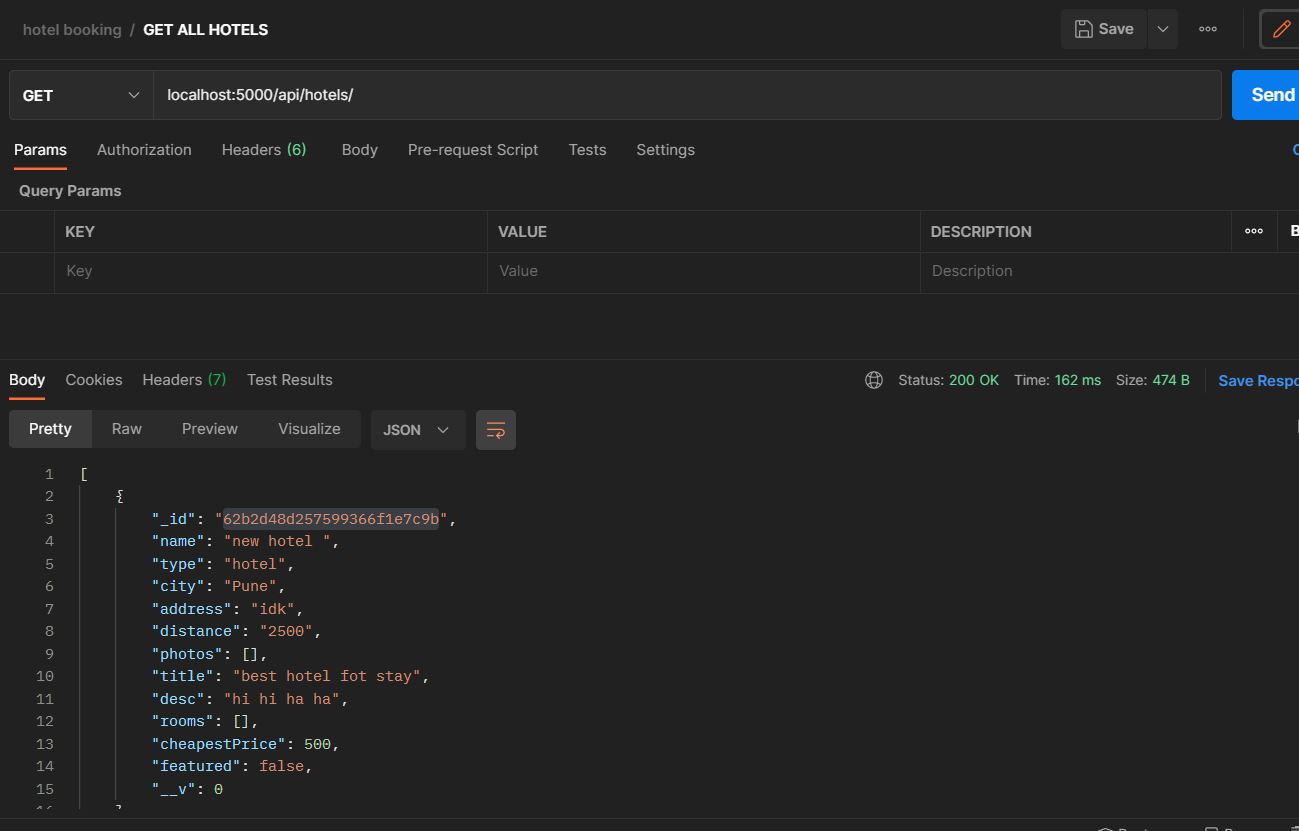 hotel booking / GET ALL HOTELS
Save
GET
localhost:5000/api/hotels/
Send
Params Authorization Headers (6) Body Pre-request Script Tests Settings
Query Params
KEY VALUE DESCRIPTION
Key Value Description
Body Cookies Headers (7) Test Results
Status: 200 OK Time: 162 ms Size: 474 B Save Respo
Pretty Raw Preview Visualize JSON
1 [
2 {
3 "_id": "62b2d48d257599366f1e7c9b",
4 "name": "new hotel ",
5 "type": "hotel",
6 "city": "Pune",
7 "address": "idk",
8 "distance": "2500",
9 "photos": [],
10 "title": "best hotel fot stay",
11 "desc": "hi hi ha ha",
12 "rooms": [],
13 "cheapestPrice": 500,
14 "featured": false,
15 "__v": 0